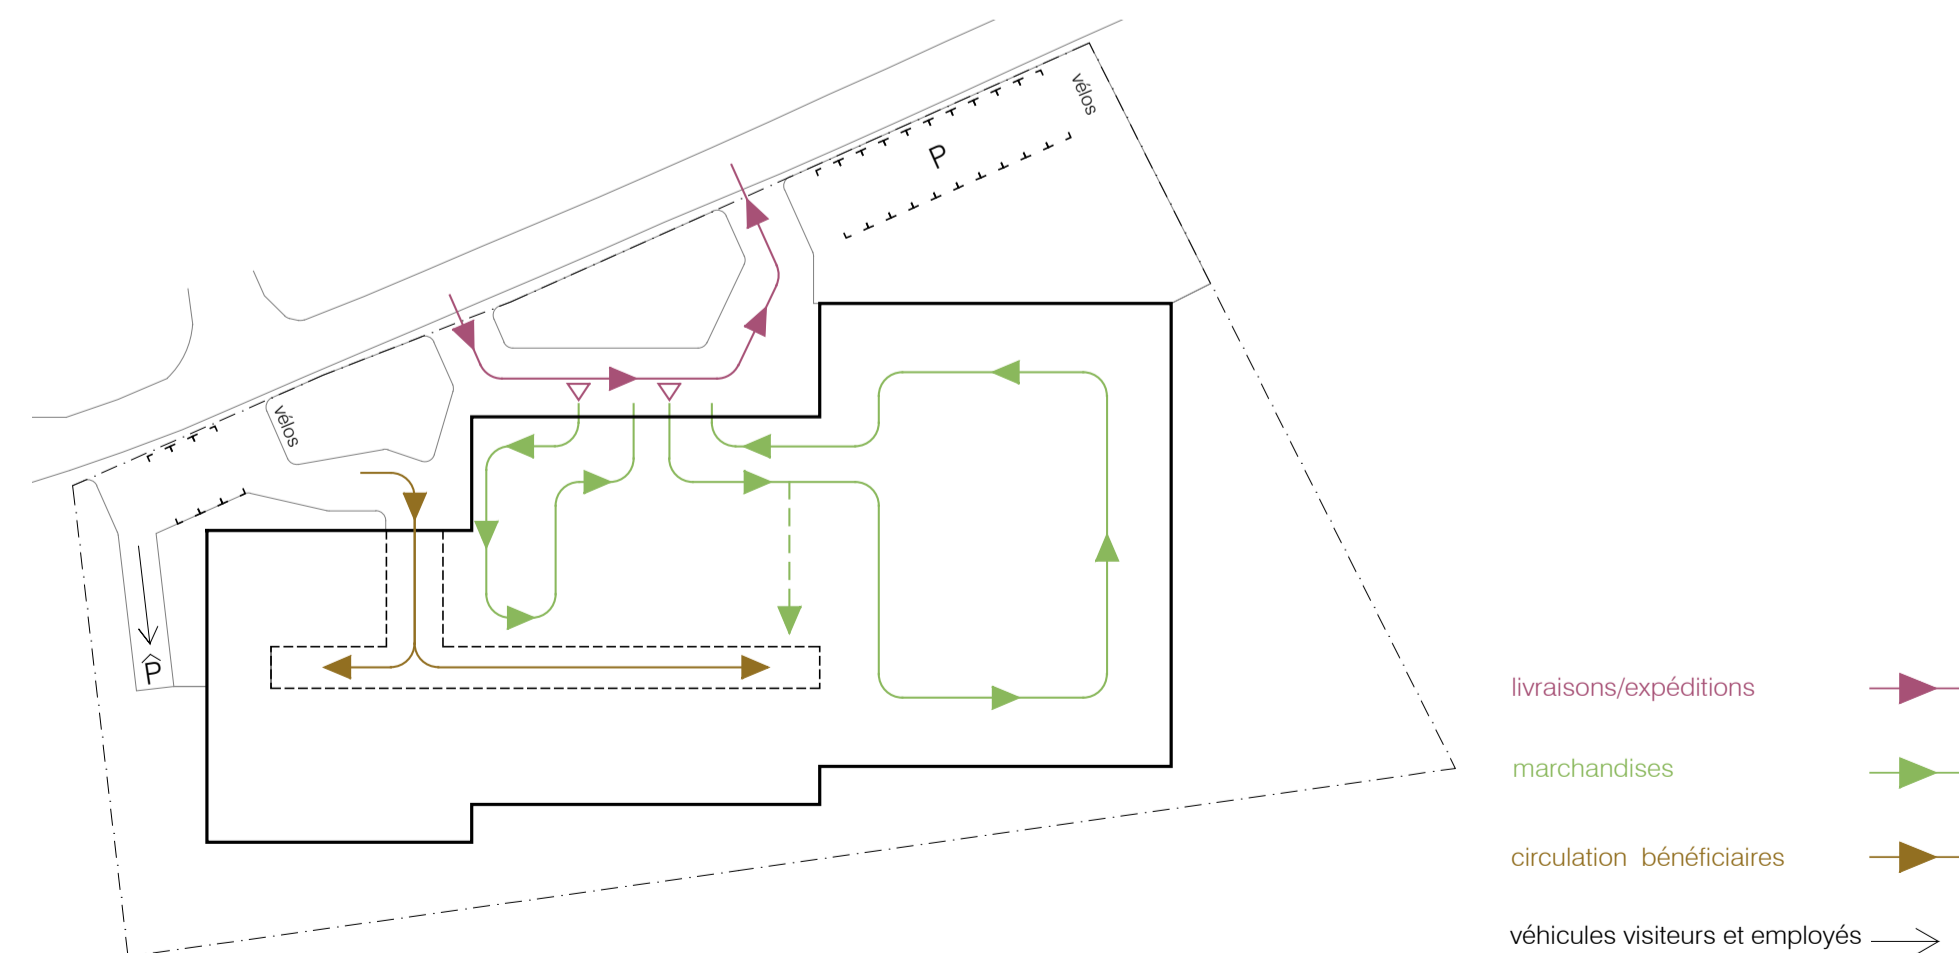 vélos
P
vélos
P
livraisons/expéditions
marchandises
circulation bénéficiaires
véhicules visiteurs et employés